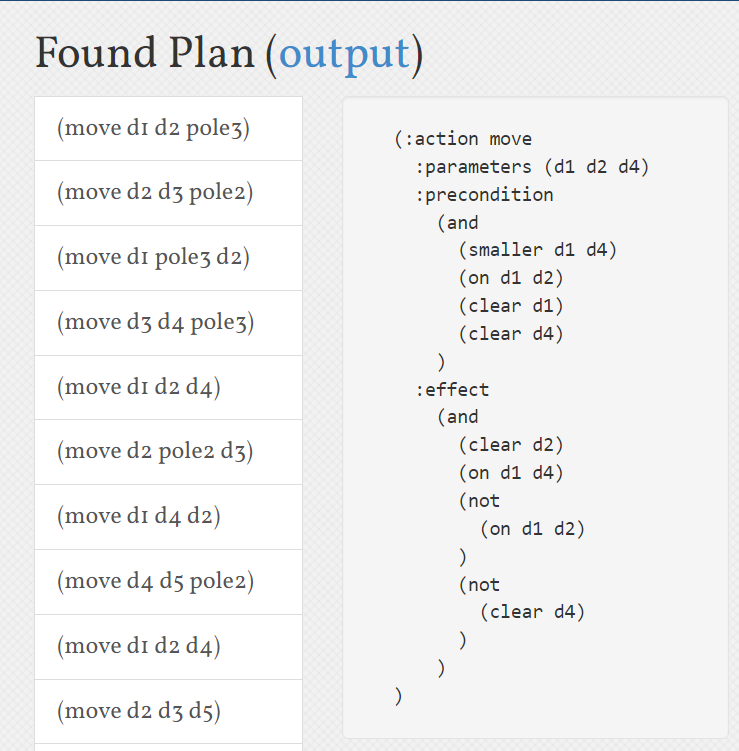 Found Plan (output)
(move d1 d2 pole3)
(move d2 d3 pole2)
(move d1 pole3 d2)
(move d3 d4 pole3)
(move d1 d2 d4)
(move d2 pole2 d3)
(move d1 d4 d2)
(move d4 d5 pole2)
(move d1 d2 d4)
(move d2 d3 d5)
(:action move
  :parameters (d1 d2 d4)
  :precondition
    (and
      (smaller d1 d4)
      (on d1 d2)
      (clear d1)
      (clear d4)
    )
  :effect
    (and
      (clear d2)
      (on d1 d4)
      (not
        (on d1 d2)
      )
      (not
        (clear d4)
      )
    )
)